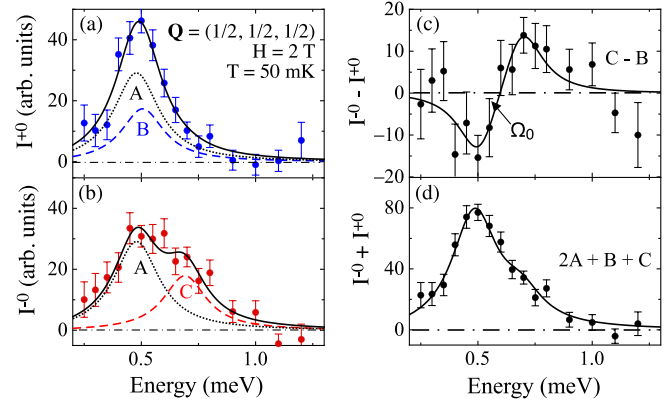 (a)
Q = (1/2, 1/2, 1/2)
H = 2 T
T = 50 mK
A
B
I⁺⁰ (arb. units)
40
20
0
(b)
A
C
I⁻⁰ (arb. units)
40
20
0
0.5
1.0
Energy (meV)
(c)
C - B
Ω₀
I⁻⁰ - I⁺⁰
20
10
0
−10
−20
(d)
2A + B + C
I⁻⁰ + I⁺⁰
80
40
0
0.5
1.0
Energy (meV)